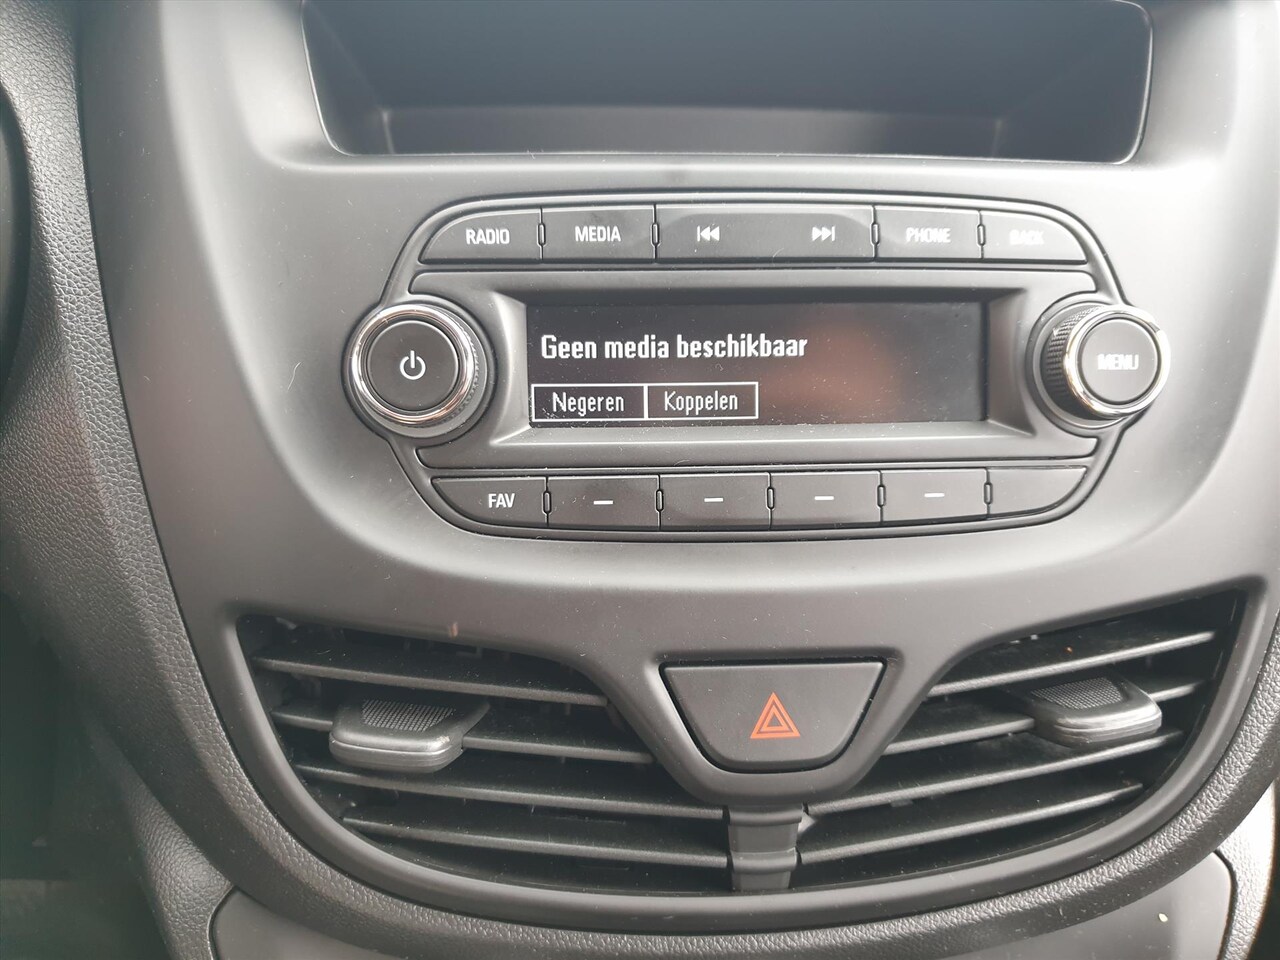 RADIO MEDIA PHONE BACK
Geen media beschikbaar
Negeren Koppelen
MENU
FAV